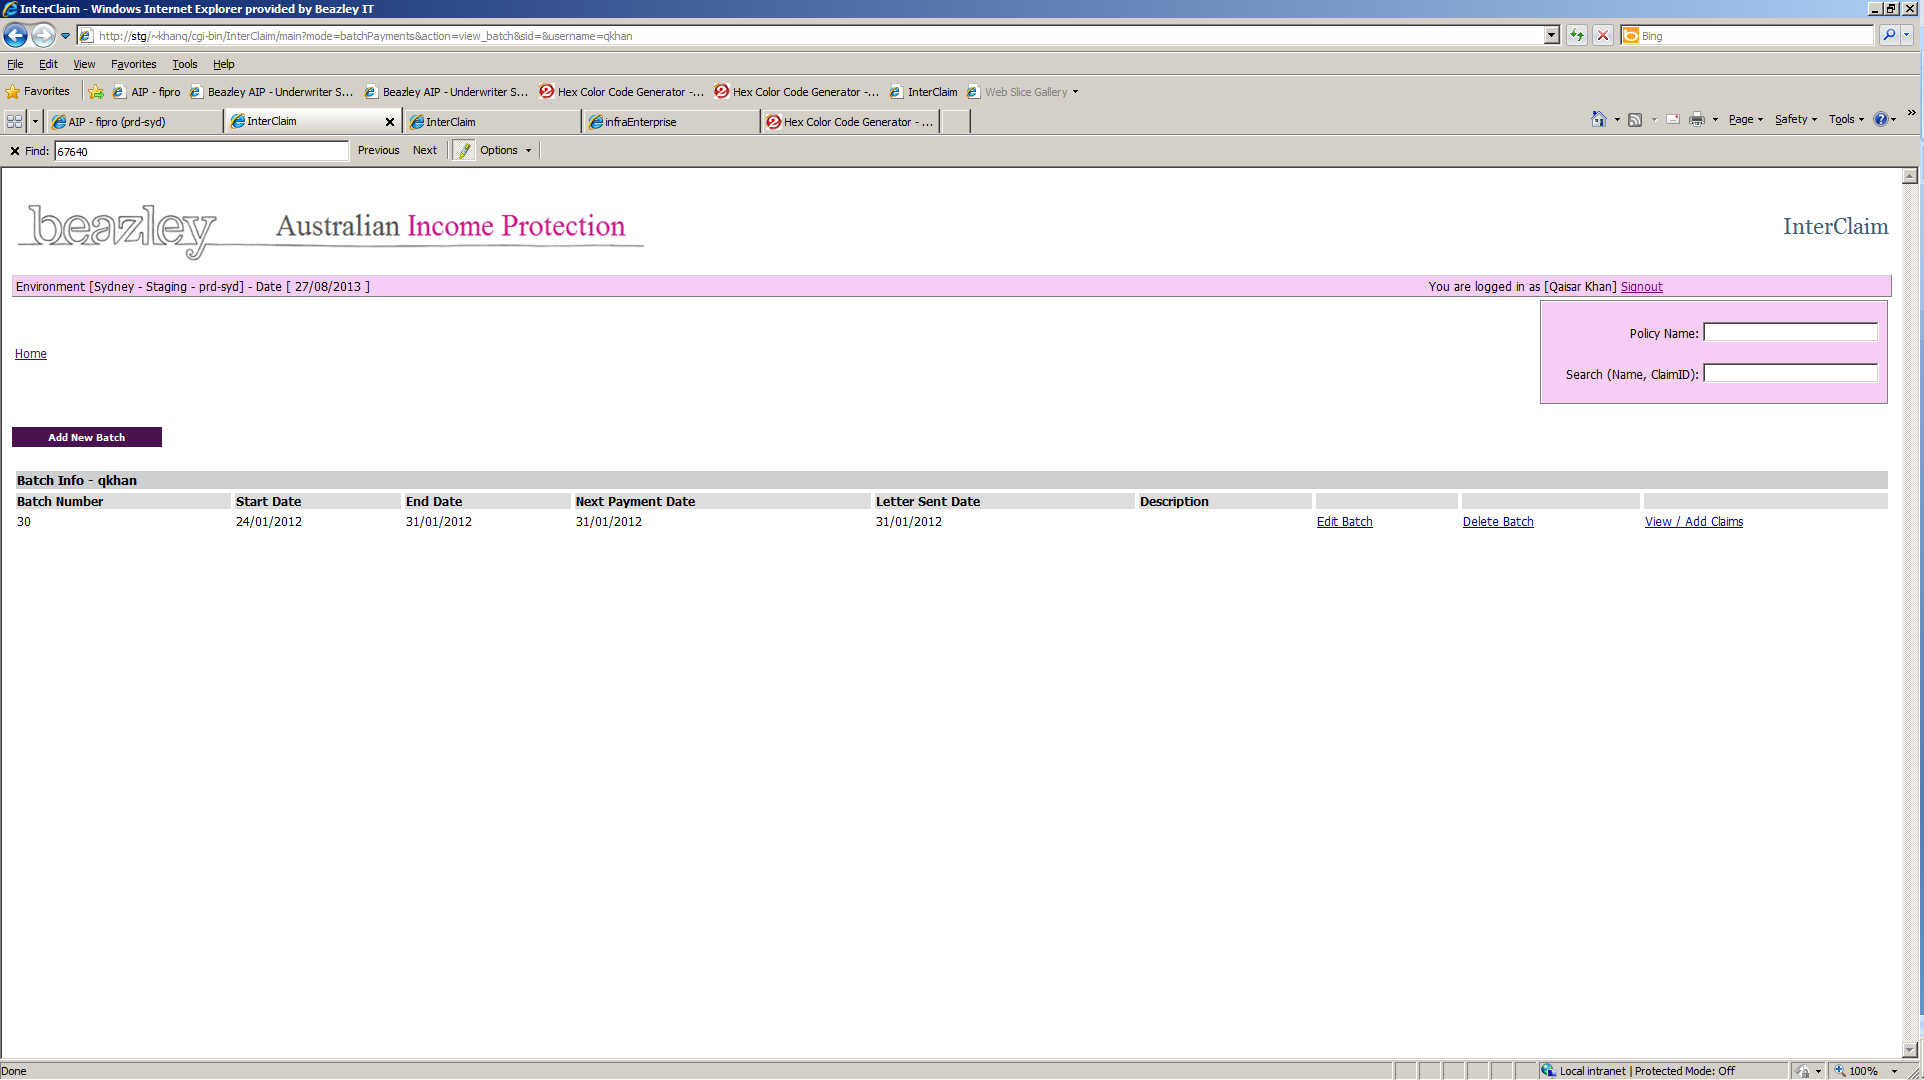 InterClaim - Windows Internet Explorer provided by Beazley IT
http://stg/~khanq/cgi-bin/InterClaim/main?mode=batchPayments&action=view_batch&sid=&username=qkhan
Bing
File Edit View Favorites Tools Help
Favorites AIP - fipro Beazley AIP - Underwriter S... Beazley AIP - Underwriter S... Hex Color Code Generator -... Hex Color Code Generator -... InterClaim Web Slice Gallery
AIP - fipro (prd-syd) InterClaim InterClaim infraEnterprise Hex Color Code Generator - ... Page Safety Tools
Find: 67640 Previous Next Options
beazley Australian Income Protection InterClaim
Environment [Sydney - Staging - prd-syd] - Date [ 27/08/2013 ] You are logged in as [Qaisar Khan] Signout
Policy Name:
Home
Search (Name, ClaimID):
Add New Batch
Batch Info - qkhan
Batch Number Start Date End Date Next Payment Date Letter Sent Date Description
30 24/01/2012 31/01/2012 31/01/2012 31/01/2012 Edit Batch Delete Batch View / Add Claims
Done Local intranet | Protected Mode: Off 100%